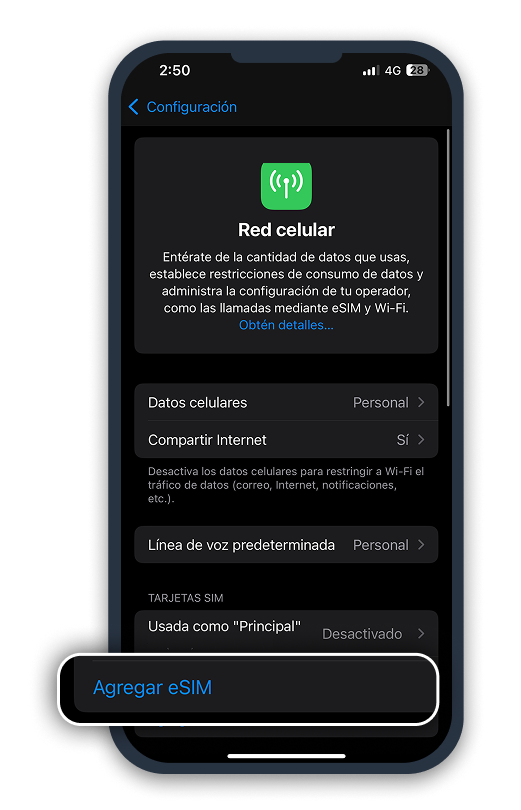 2:50
4G 28
Configuración
Red celular
Entérate de la cantidad de datos que usas,
establece restricciones de consumo de datos y
administra la configuración de tu operador,
como las llamadas mediante eSIM y Wi-Fi.
Obtén detalles...
Datos celulares Personal
Compartir Internet Sí
Desactiva los datos celulares para restringir a Wi-Fi el
tráfico de datos (correo, Internet, notificaciones,
etc.).
Línea de voz predeterminada Personal
TARJETAS SIM
Usada como "Principal" Desactivado
Agregar eSIM